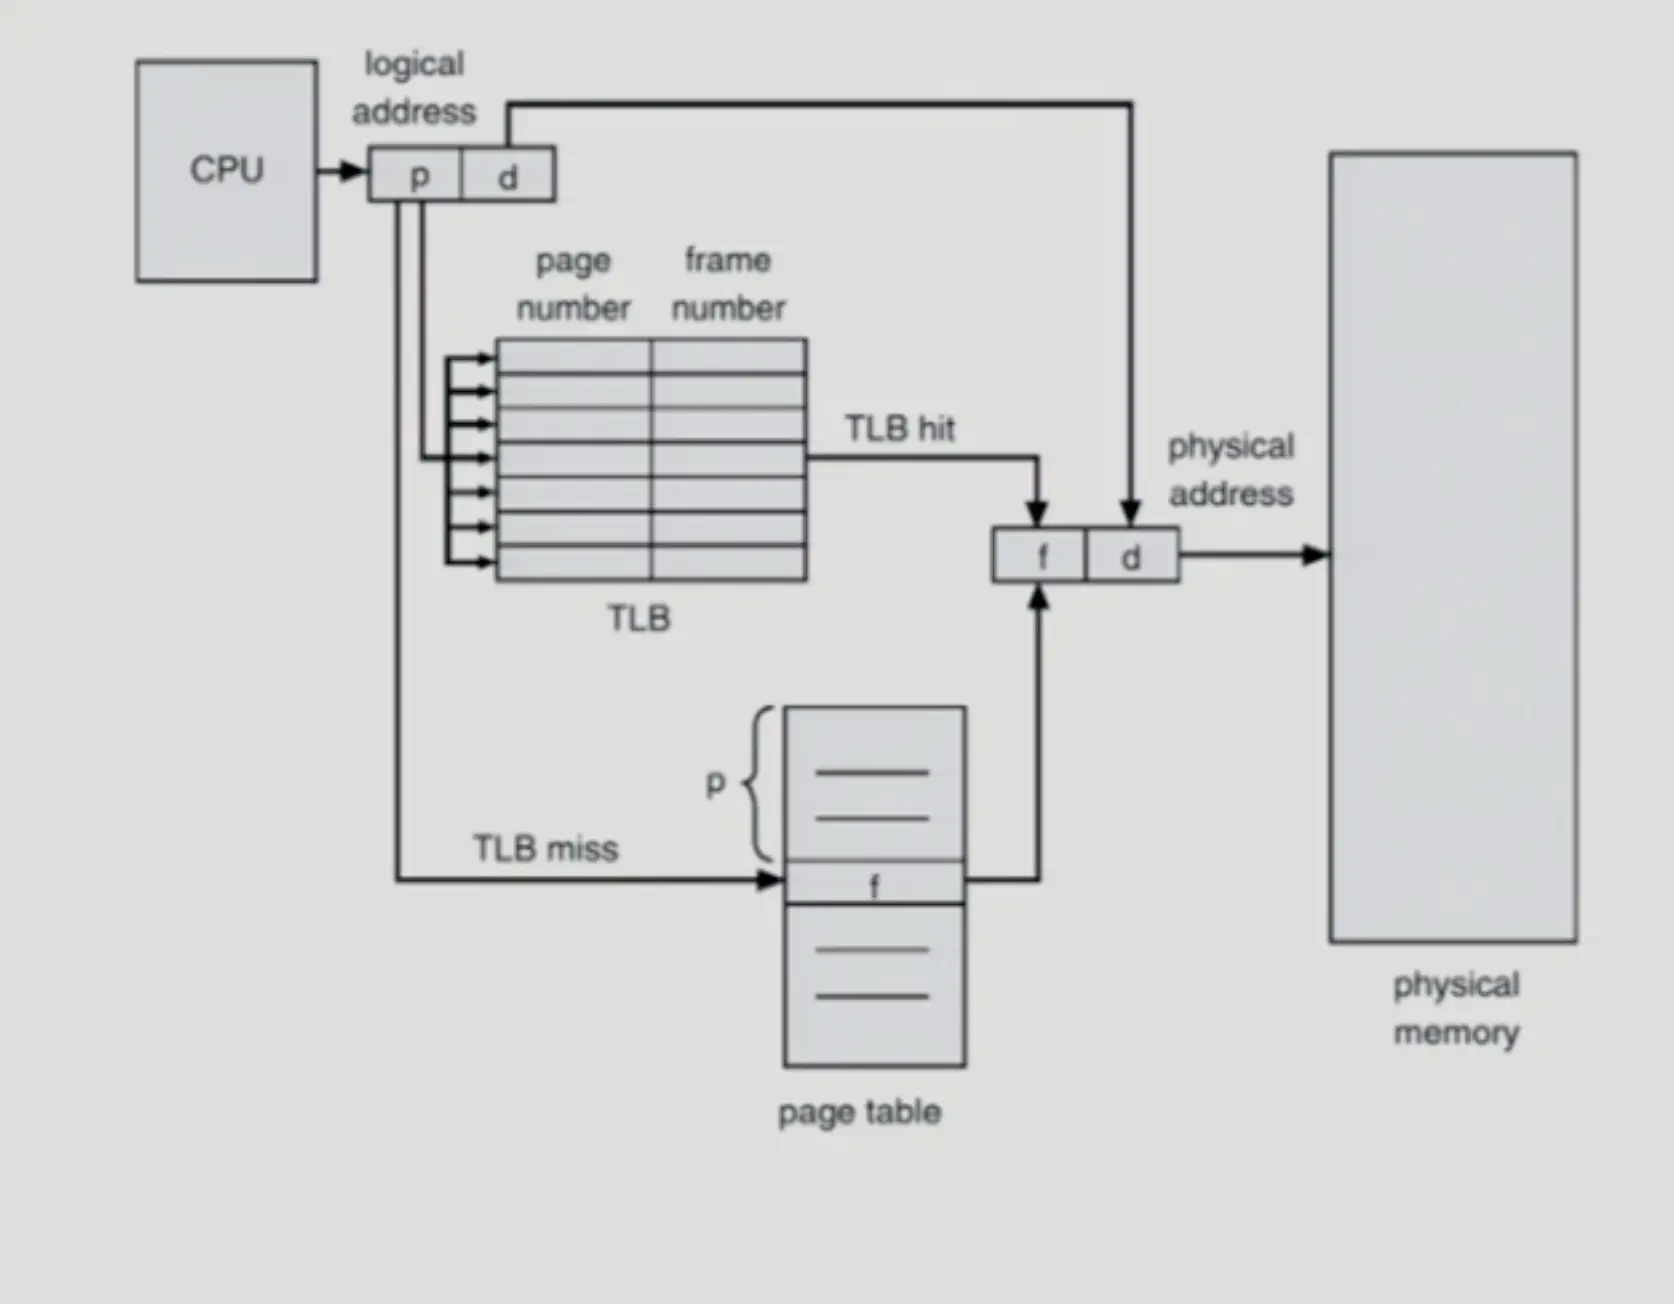 logical
address
CPU
p
d
page
number
frame
number
TLB hit
physical
address
f
d
TLB
p
TLB miss
f
physical
memory
page table